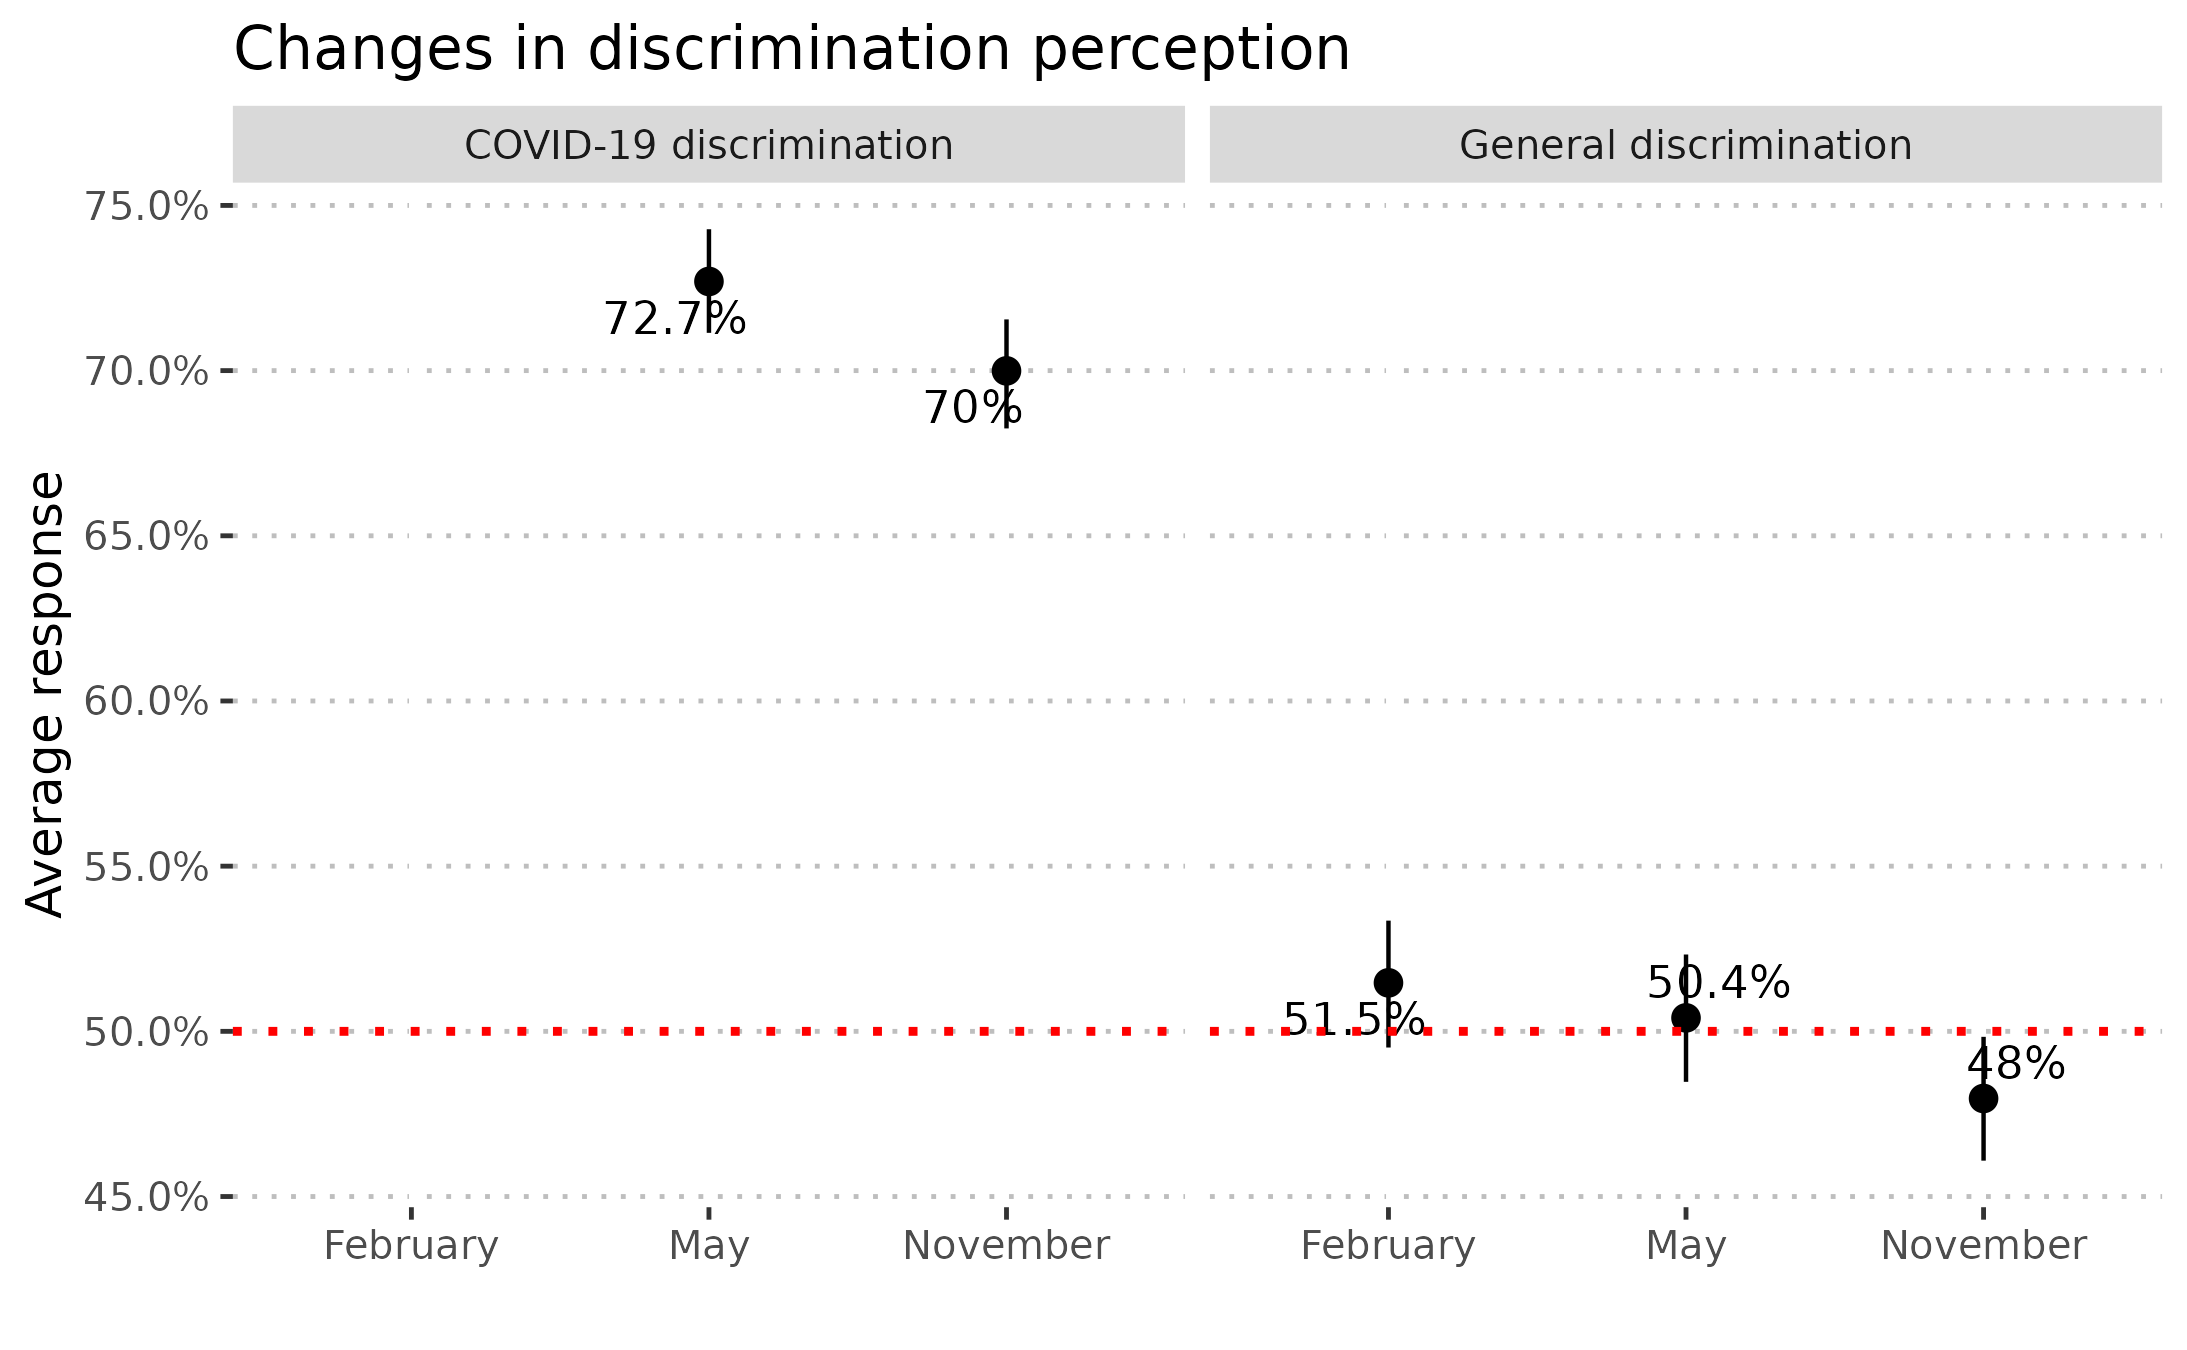 Changes in discrimination perception
COVID-19 discrimination
General discrimination
Average response
75.0%
70.0%
65.0%
60.0%
55.0%
50.0%
45.0%
72.7%
70%
51.5%
50.4%
48%
February May November
February May November